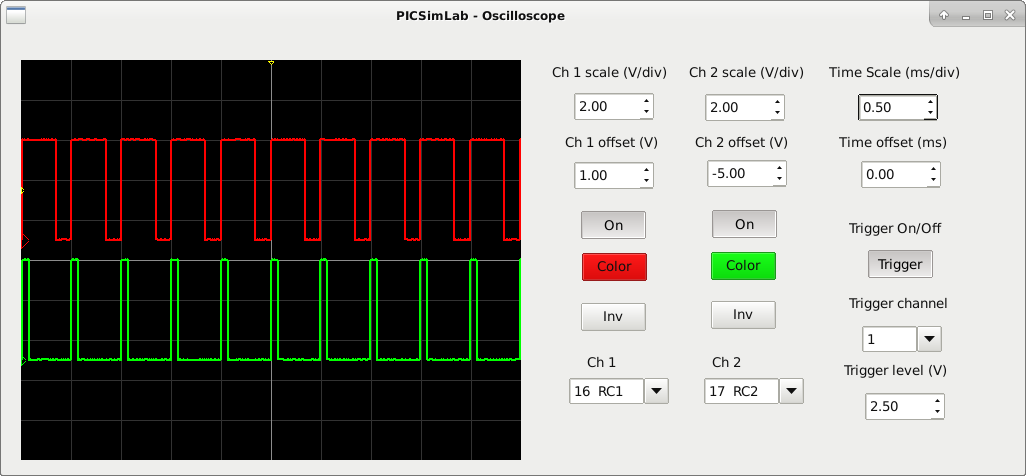 PICSimLab - Oscilloscope
Ch 1 scale (V/div) Ch 2 scale (V/div) Time Scale (ms/div)
2.00 2.00 0.50
Ch 1 offset (V) Ch 2 offset (V) Time offset (ms)
1.00 -5.00 0.00
On On Trigger On/Off
Color Color Trigger
Inv Inv Trigger channel
1
Ch 1 Ch 2 Trigger level (V)
16 RC1 17 RC2 2.50